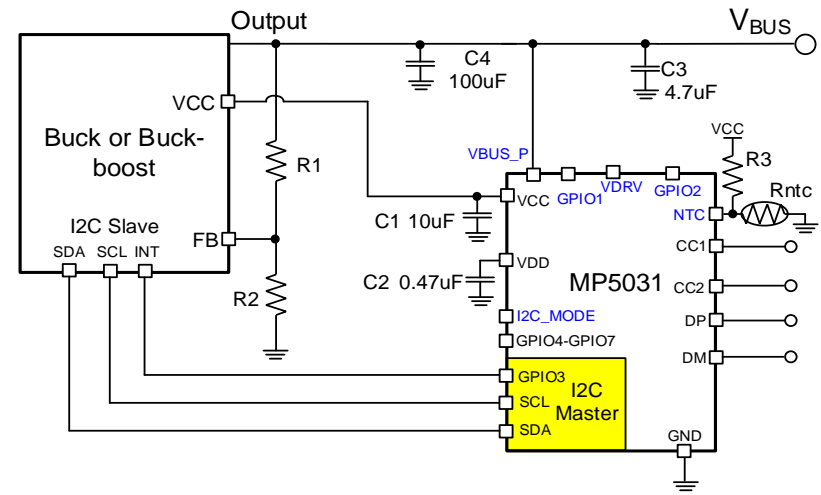 Output
VBUS
C4
100uF
C3
4.7uF
VCC
Buck or Buck-
boost
R1
VCC
R3
Rntc
VBUS_P
VCC
GPIO1
VDRV
GPIO2
NTC
C1 10uF
I2C Slave
FB
CC1
SDA SCL INT
VDD
C2 0.47uF
MP5031
CC2
R2
I2C_MODE
DP
GPIO4-GPIO7
DM
GPIO3
I2C
Master
SCL
SDA
GND